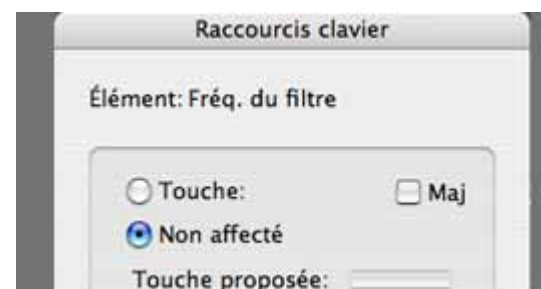 Raccourcis clavier
Élément: Fréq. du filtre
Touche: Maj
Non affecté
Touche proposée: